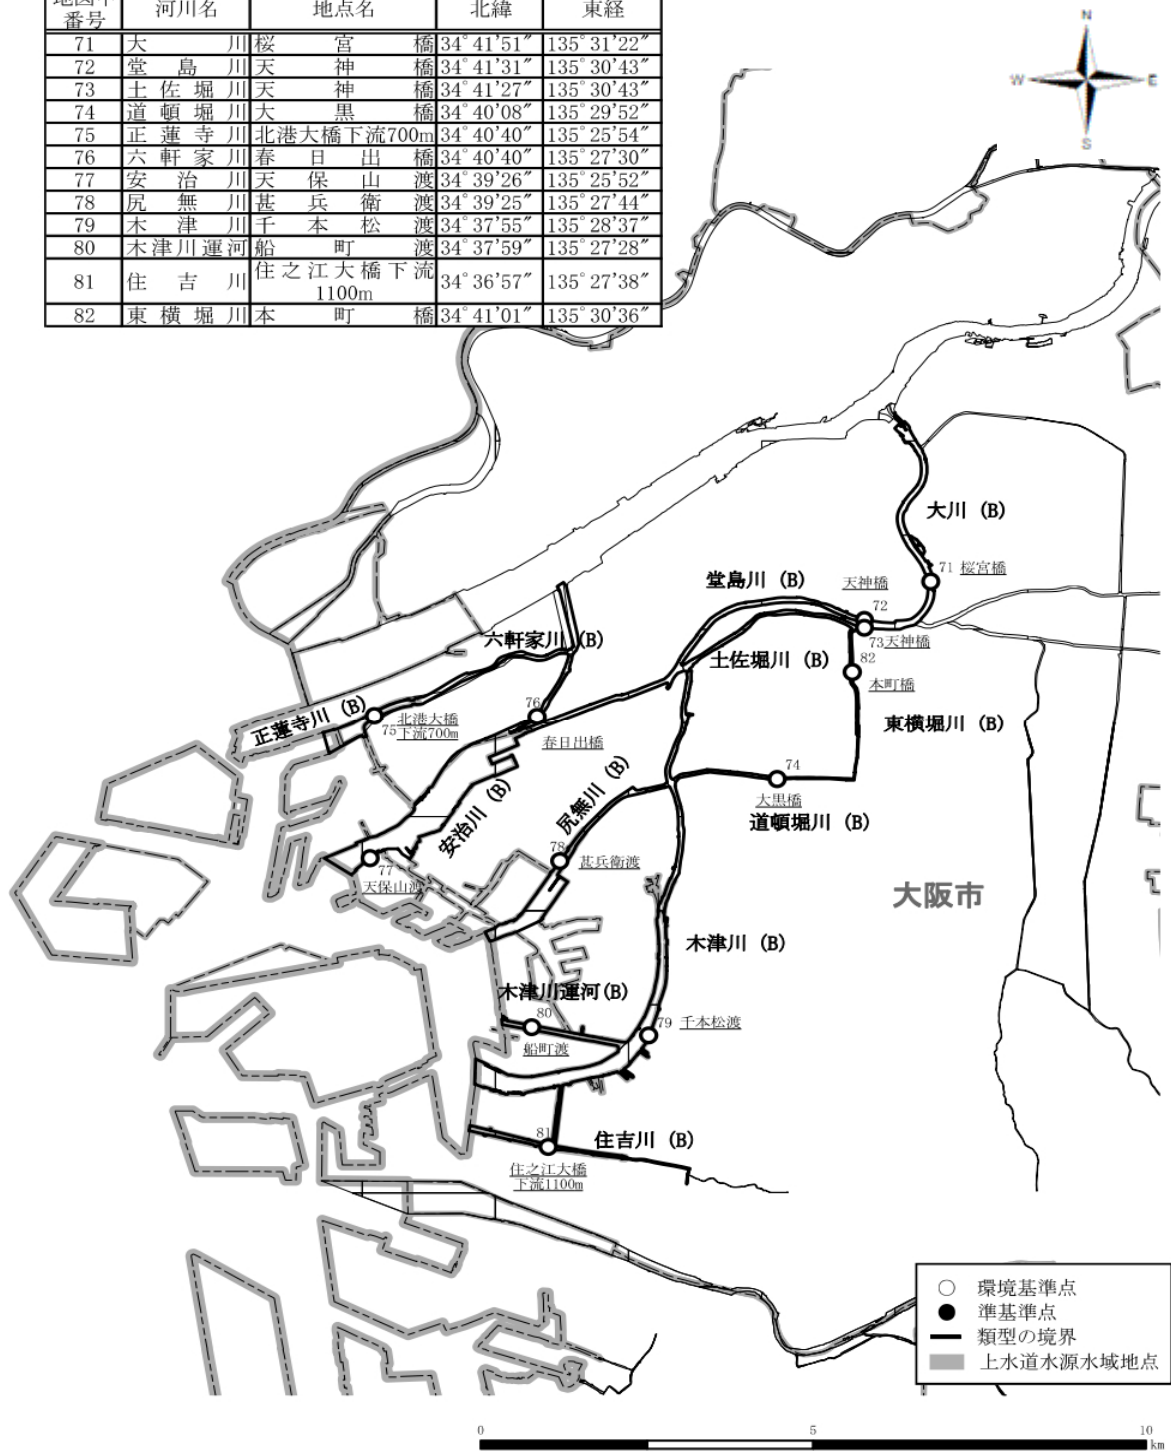 番号 河川名 地点名 北緯 東経
71 大川 桜宮橋 34°41′51″ 135°31′22″
72 堂島川 天神橋 34°41′31″ 135°30′43″
73 土佐堀川 天神橋 34°41′27″ 135°30′43″
74 道頓堀川 大黒橋 34°40′08″ 135°29′52″
75 正蓮寺川 北港大橋下流700m 34°40′40″ 135°25′54″
76 六軒家川 春日出橋 34°40′40″ 135°27′30″
77 安治川 天保山渡 34°39′26″ 135°25′52″
78 尻無川 甚兵衛渡 34°39′25″ 135°27′44″
79 木津川 千本松渡 34°37′55″ 135°28′37″
80 木津川運河 船町渡 34°37′59″ 135°27′28″
81 住吉川 住之江大橋下流
1100m 34°36′57″ 135°27′38″
82 東横堀川 本町橋 34°41′01″ 135°30′36″
N
W E
S
大川 (B)
71 桜宮橋
堂島川 (B)
天神橋
72
73天神橋
六軒家川 (B)
土佐堀川 (B)
82
本町橋
正蓮寺川 (B)
75 北港大橋
下流700m
76
春日出橋
東横堀川 (B)
74
大黒橋
道頓堀川 (B)
安治川 (B)
尻無川 (B)
77
天保山渡
78
甚兵衛渡
大阪市
木津川 (B)
木津川運河(B)
80
船町渡
79 千本松渡
81
住吉川 (B)
住之江大橋
下流1100m
環境基準点
準基準点
類型の境界
上水道水源水域地点
0 5 10
km